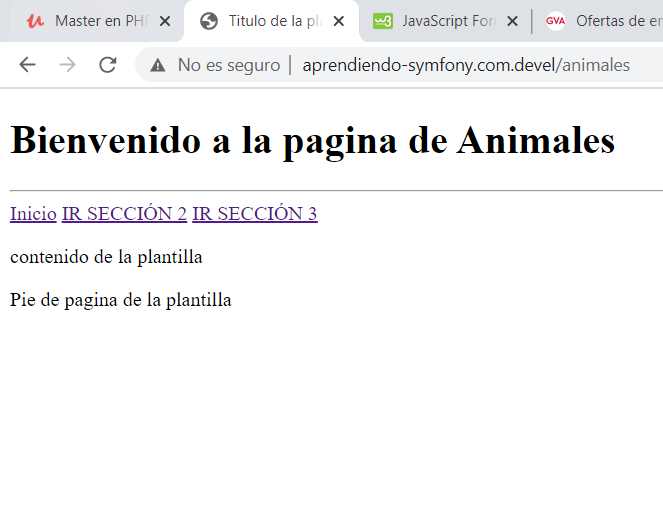 Master en PH
Titulo de la pl
JavaScript For
GVA
Ofertas de er
No es seguro
aprendiendo-symfony.com.devel/animales
Bienvenido a la pagina de Animales
Inicio IR SECCIÓN 2 IR SECCIÓN 3
contenido de la plantilla
Pie de pagina de la plantilla